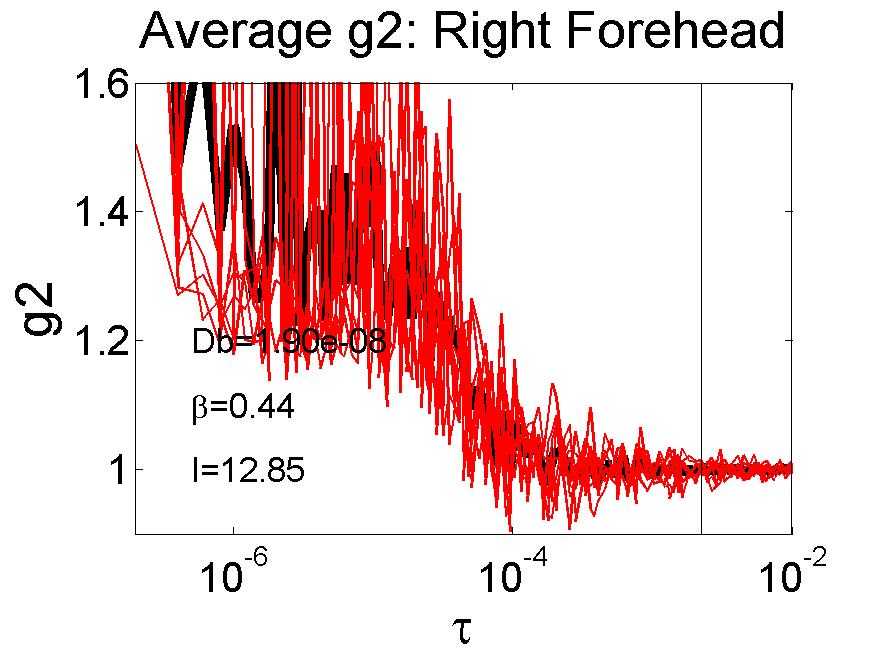 Average g2: Right Forehead
1.6
1.4
1.2
1
g2
Db=1.90e-08
β=0.44
I=12.85
10^-6
10^-4
10^-2
τ